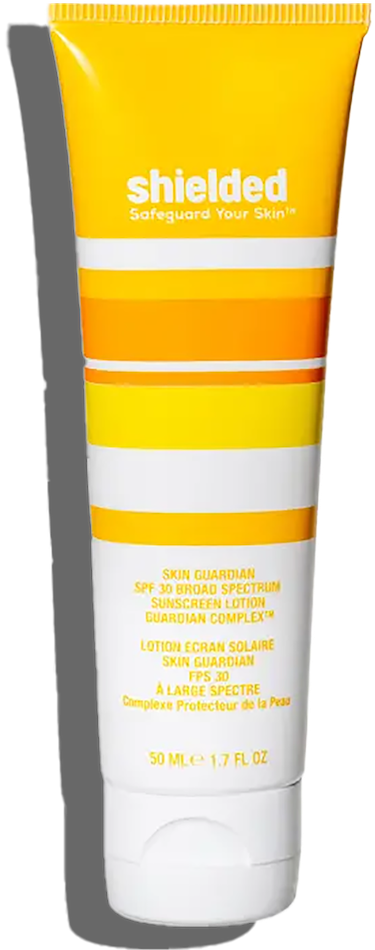 shielded
Safeguard Your Skin™
SKIN GUARDIAN
SPF 30 BROAD SPECTRUM
SUNSCREEN LOTION
GUARDIAN COMPLEX™
LOTION ECRAN SOLAIRE
SKIN GUARDIAN
FPS 30
À LARGE SPECTRE
Complexe Protecteur de la Peau
50 ML℮ 1.7 FL OZ